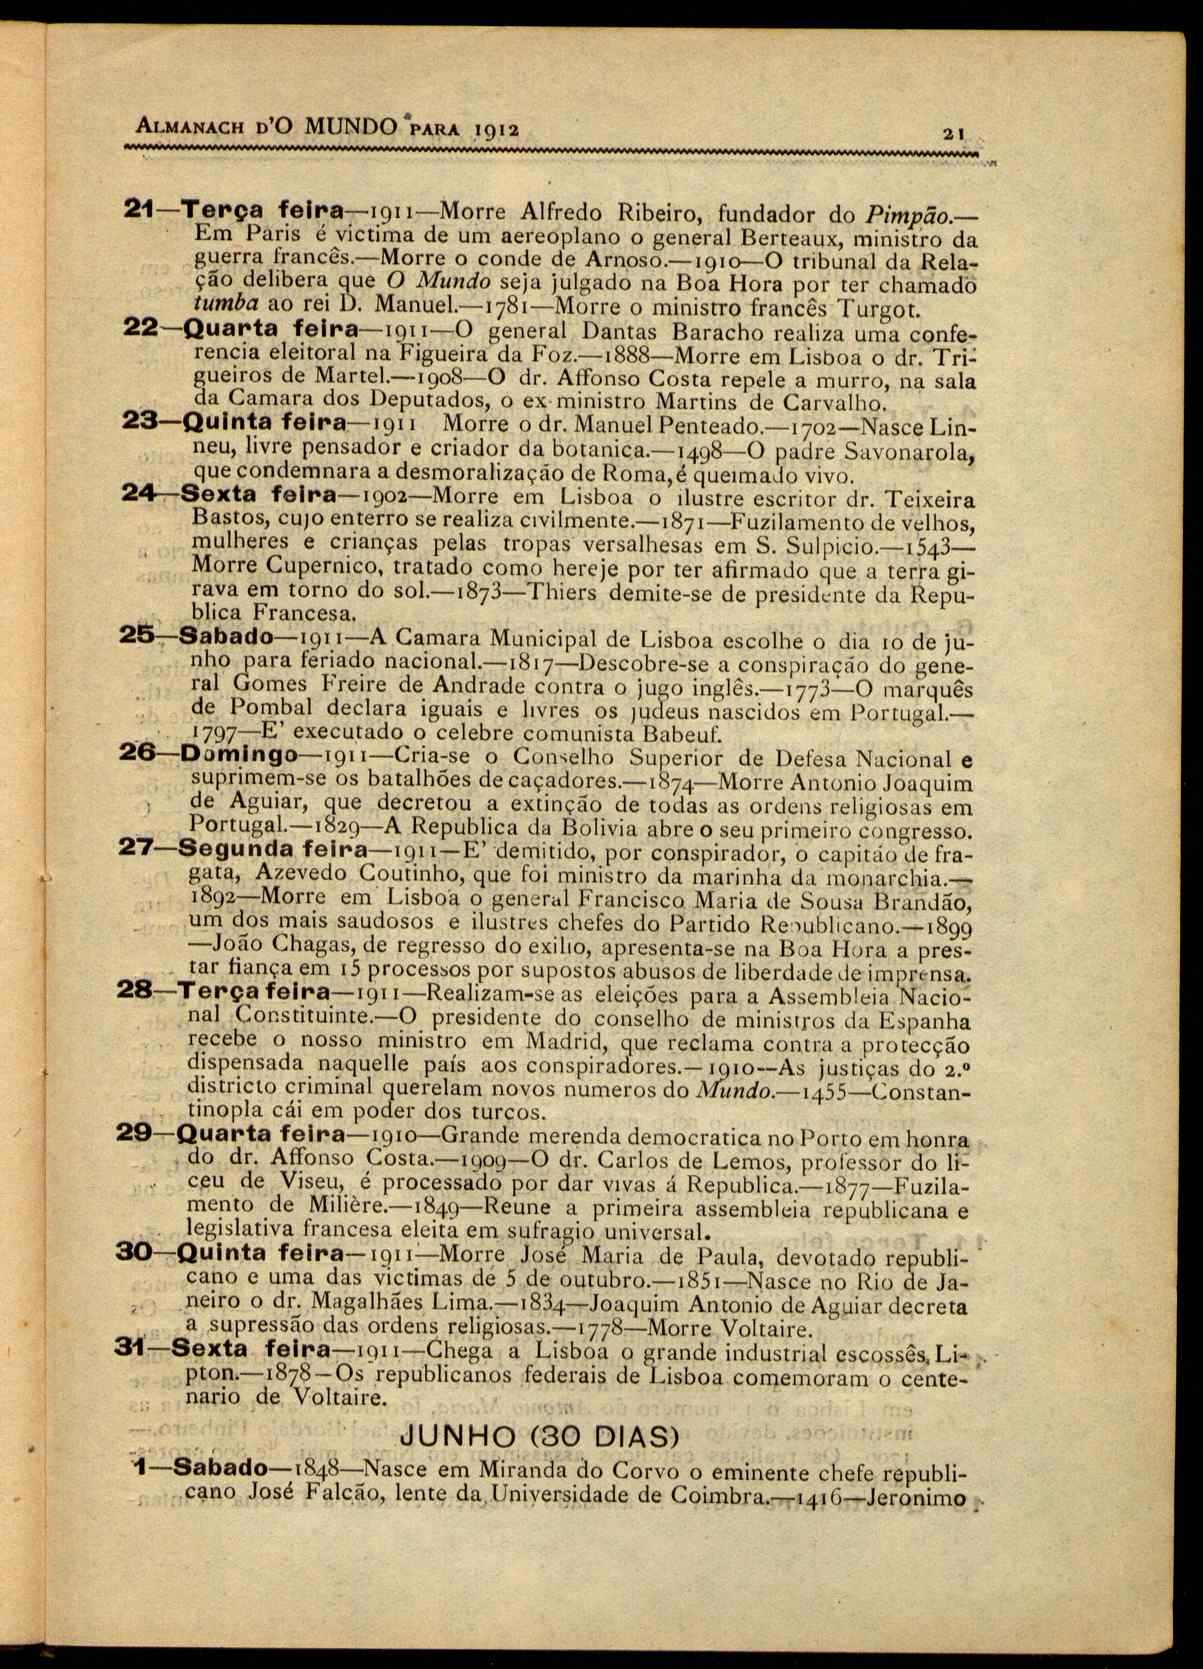 ALMANACH D'O MUNDO PARA 1912 21
21—Terça feira—1911—Morre Alfredo Ribeiro, fundador do Pimpão.—
Em Paris é victima de um aereoplano o general Berteaux, ministro da
guerra francês.—Morre o conde de Arnoso.—1910—O tribunal da Rela-
ção delibera que O Mundo seja julgado na Boa Hora por ter chamado
tumba ao rei D. Manuel.—1781—Morre o ministro francês Turgot.
22—Quarta feira—1911—O general Dantas Baracho realiza uma confe-
rencia eleitoral na Figueira da Foz.—1888—Morre em Lisboa o dr. Tri-
gueiros de Martel.—1908—O dr. Affonso Costa repele a murro, na sala
da Camara dos Deputados, o ex-ministro Martins de Carvalho.
23—Quinta feira—1911 Morre o dr. Manuel Penteado.—1702—Nasce Lin-
neu, livre pensador e criador da botanica.—1498—O padre Savonarola,
que condemnara a desmoralização de Roma, é queimado vivo.
24—Sexta feira—1902—Morre em Lisboa o ilustre escritor dr. Teixeira
Bastos, cujo enterro se realiza civilmente.—1871—Fuzilamento de velhos,
mulheres e crianças pelas tropas versalhesas em S. Sulpicio.—1543—
Morre Cupernico, tratado como hereje por ter afirmado que a terra gi-
rava em torno do sol.—1873—Thiers demite-se de presidente da Repu-
blica Francesa.
25—Sabado—1911—A Camara Municipal de Lisboa escolhe o dia 10 de ju-
nho para feriado nacional.—1817—Descobre-se a conspiração do gene-
ral Gomes Freire de Andrade contra o jugo inglês.—1773—O marquês
de Pombal declara iguais e livres os judeus nascidos em Portugal.—
1797—E' executado o celebre comunista Babeuf.
26—Domingo—1911—Cria-se o Conselho Superior de Defesa Nacional e
suprimem-se os batalhões de caçadores.—1874—Morre Antonio Joaquim
de Aguiar, que decretou a extinção de todas as ordens religiosas em
Portugal.—1829—A Republica da Bolivia abre o seu primeiro congresso.
27—Segunda feira—1911—E' demitido, por conspirador, o capitão de fra-
gata, Azevedo Coutinho, que foi ministro da marinha da monarchia.—
1892—Morre em Lisboa o general Francisco Maria de Sousa Brandão,
um dos mais saudosos e ilustres chefes do Partido Republicano.—1899
—João Chagas, de regresso do exilio, apresenta-se na Boa Hora a pres-
tar fiança em 15 processos por supostos abusos de liberdade de imprensa.
28—Terça feira—1911—Realizam-se as eleições para a Assembleia Nacio-
nal Constituinte.—O presidente do conselho de ministros da Espanha
recebe o nosso ministro em Madrid, que reclama contra a protecção
dispensada naquelle país aos conspiradores.—1910—As justiças do 2.º
districto criminal querelam novos numeros do Mundo.—1455—Constan-
tinopla cái em poder dos turcos.
29—Quarta feira—1910—Grande merenda democratica no Porto em honra
do dr. Affonso Costa.—1909—O dr. Carlos de Lemos, professor do li-
ceu de Viseu, é processado por dar vivas á Republica.—1877—Fuzila-
mento de Milière.—1849—Reune a primeira assembleia republicana e
legislativa francesa eleita em sufragio universal.
30—Quinta feira—1911—Morre José Maria de Paula, devotado republi-
cano e uma das victimas de 5 de outubro.—1851—Nasce no Rio de Ja-
neiro o dr. Magalhães Lima.—1834—Joaquim Antonio de Aguiar decreta
a supressão das ordens religiosas.—1778—Morre Voltaire.
31—Sexta feira—1911—Chega a Lisboa o grande industrial escossês, Li-
pton.—1878—Os republicanos federais de Lisboa comemoram o cente-
nario de Voltaire.
JUNHO (30 DIAS)
1—Sabado—1848—Nasce em Miranda do Corvo o eminente chefe republi-
cano José Falcão, lente da Universidade de Coimbra.—1416—Jeronimo